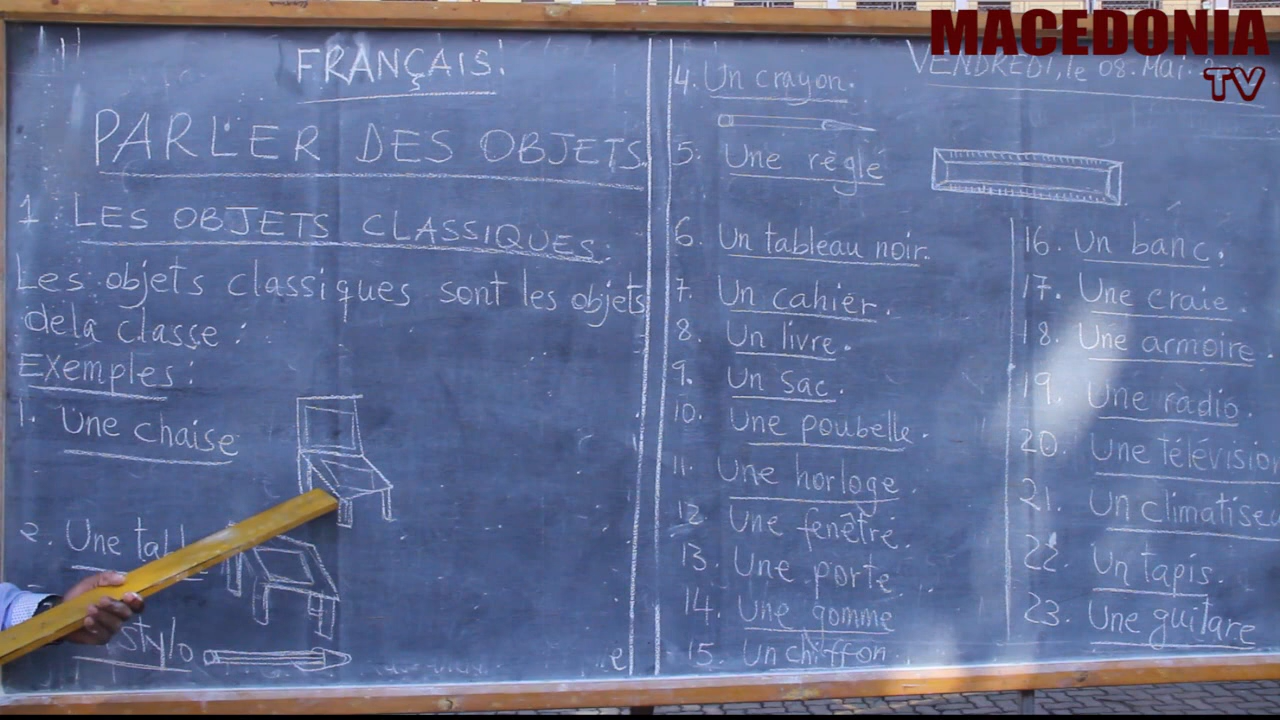 FRANÇAIS!
PARLER DES OBJETS
1. LES OBJETS CLASSIQUES:
Les objets classiques sont les objets
dela classe:
EXemples:
1. Une chaise
2. Une
stylo
4. Un crayon.
5. Une règle
6. Un tableau noir.
7. Un cahier.
8. Un livre.
9. Un sac.
10. Une poubelle.
11. Une horloge.
12 Une fenêtre.
13. Une porte
14. Une gomme
15. Un chiffon.
MACEDONIA
TV
VENDREDI, le 08. Mai.
16. Un banc.
17. Une craie.
18. Une armoire.
19. Une radio.
20. Une télévision
21. Un
22. Un tapis.
23. Une guitare